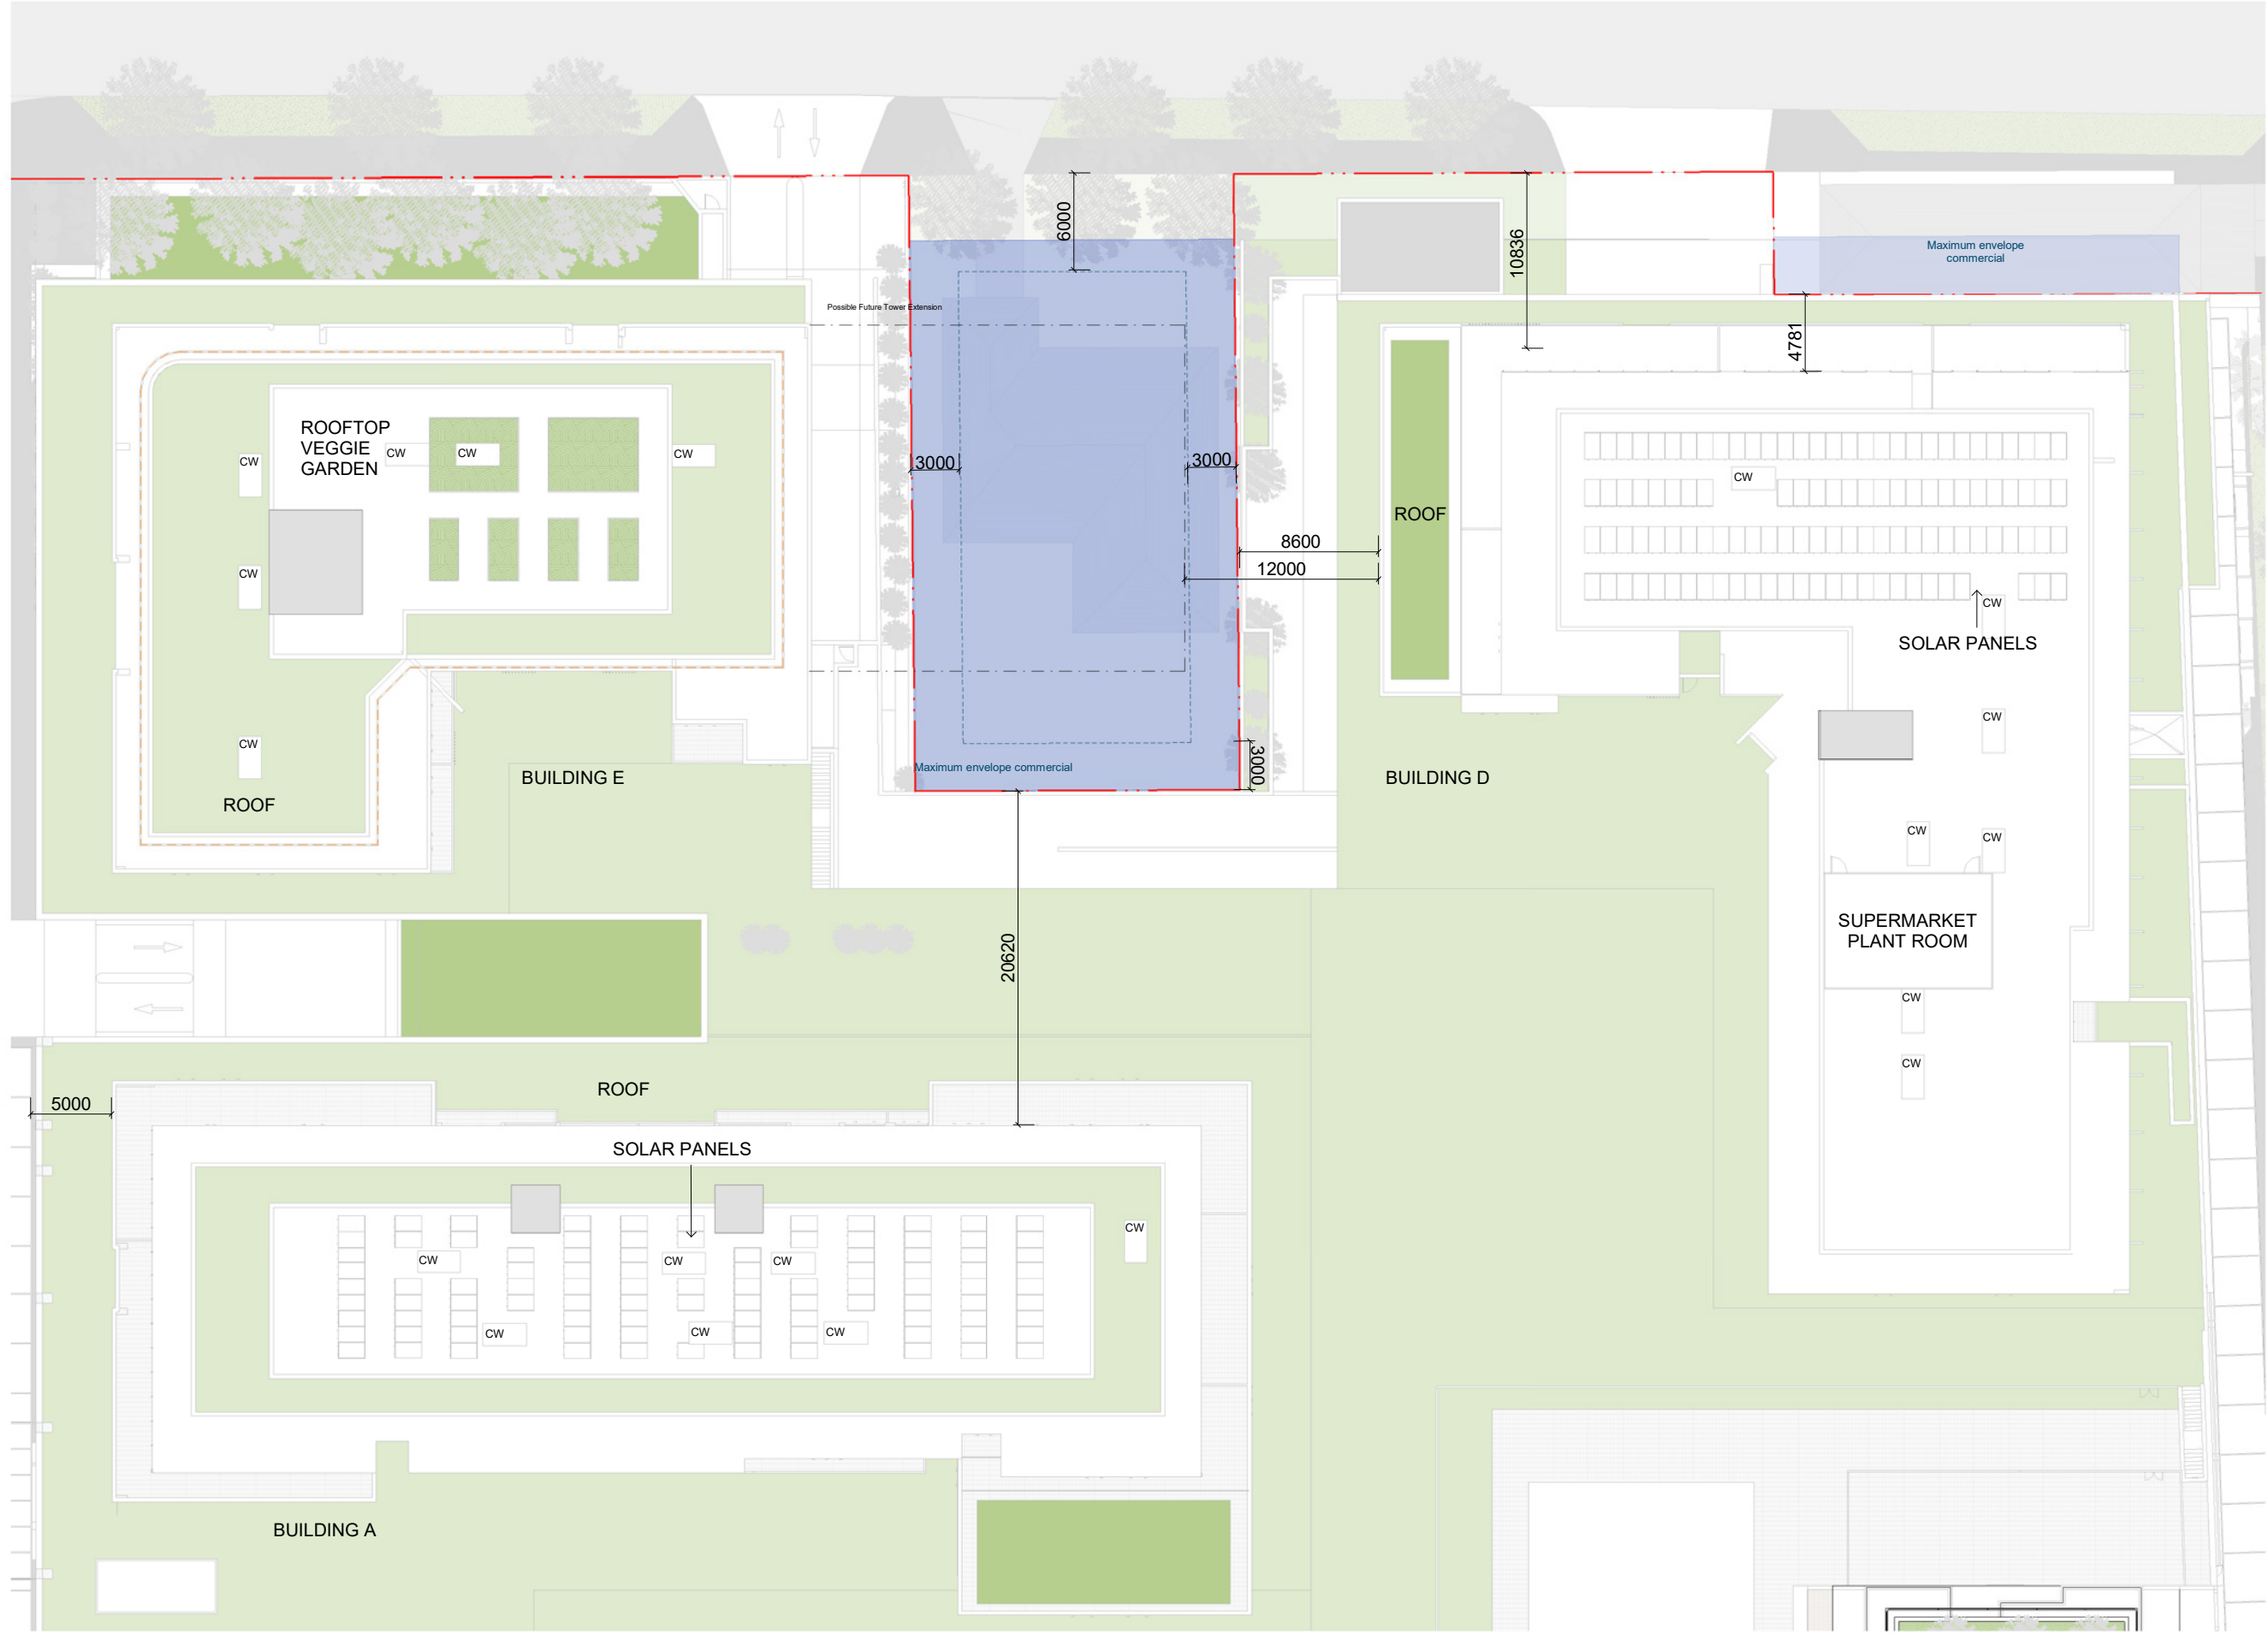 6000
10836
Maximum envelope
commercial
Possible Future Tower Extension
4781
ROOFTOP
VEGGIE
GARDEN
CW
CW
CW
CW
3000
3000
CW
ROOF
8600
12000
CW
CW
SOLAR PANELS
CW
CW
3000
Maximum envelope commercial
BUILDING E
BUILDING D
ROOF
CW
CW
SUPERMARKET
PLANT ROOM
20620
CW
CW
5000
ROOF
SOLAR PANELS
CW
CW
CW
CW
CW
CW
CW
BUILDING A